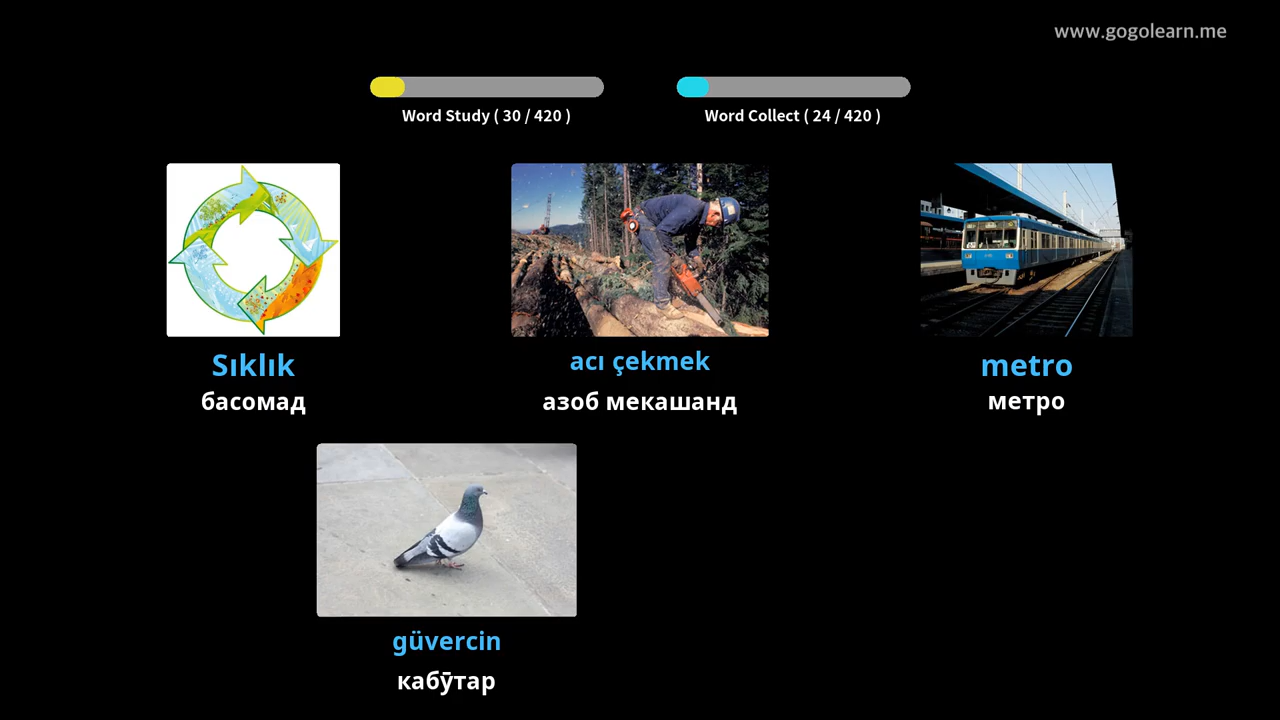 www.gogolearn.me
Word Study ( 30 / 420 )
Word Collect ( 24 / 420 )
Sıklık
acı çekmek
metro
басомад
азоб мекашанд
метро
güvercin
кабӯтар